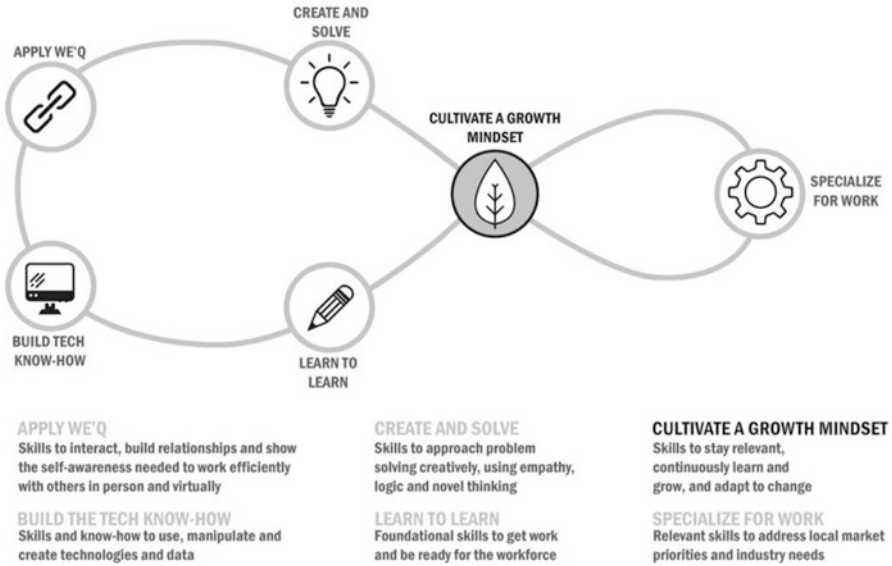 CREATE AND
SOLVE
APPLY WE'Q
CULTIVATE A GROWTH
MINDSET
SPECIALIZE
FOR WORK
BUILD TECH
KNOW-HOW
LEARN TO
LEARN
APPLY WE'Q
Skills to interact, build relationships and show
the self-awareness needed to work efficiently
with others in person and virtually
CREATE AND SOLVE
Skills to approach problem
solving creatively, using empathy,
logic and novel thinking
CULTIVATE A GROWTH MINDSET
Skills to stay relevant,
continuously learn and
grow, and adapt to change
BUILD THE TECH KNOW-HOW
Skills and know-how to use, manipulate and
create technologies and data
LEARN TO LEARN
Foundational skills to get work
and be ready for the workforce
SPECIALIZE FOR WORK
Relevant skills to address local market
priorities and industry needs